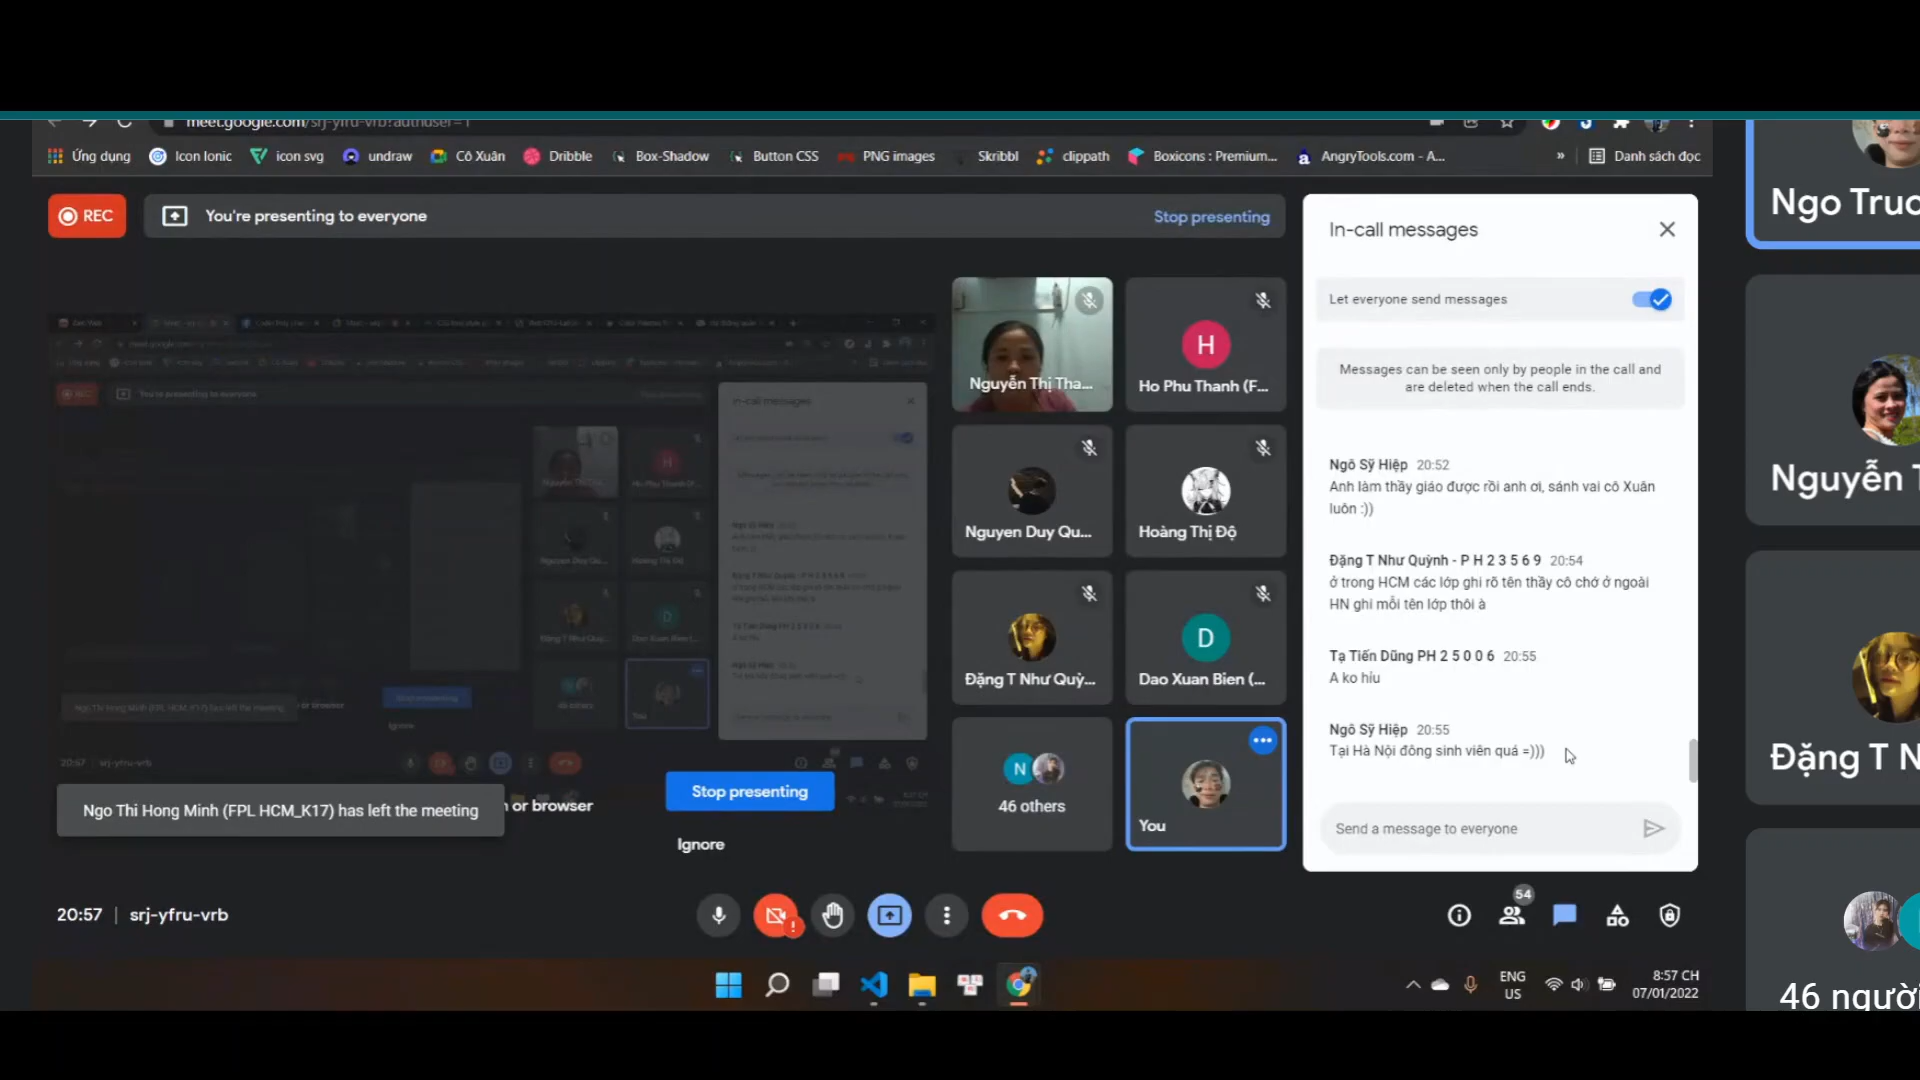 meet.google.com/srj-yfru-vrb?authuser=1
Ứng dụng
Icon Ionic
icon svg
undraw
Cô Xuân
Dribble
Box-Shadow
Button CSS
PNG images
Skribbl
clippath
Boxicons : Premium...
AngryTools.com - A...
»
Danh sách đọc
REC
You're presenting to everyone
Stop presenting
Nguyễn Thị Tha...
H
Ho Phu Thanh (F...
Nguyen Duy Qu...
Hoàng Thị Độ
Đặng T Như Quỳ...
D
Dao Xuan Bien (...
N
46 others
You
In-call messages
Let everyone send messages
Messages can be seen only by people in the call and
are deleted when the call ends.
Ngô Sỹ Hiệp 20:52
Anh làm thầy giáo được rồi anh ơi, sánh vai cô Xuân
luôn :))
Đặng T Như Quỳnh - P H 2 3 5 6 9 20:54
ở trong HCM các lớp ghi rõ tên thầy cô chớ ở ngoài
HN ghi mỗi tên lớp thôi à
Tạ Tiến Dũng PH 2 5 0 0 6 20:55
A ko hỉu
Ngô Sỹ Hiệp 20:55
Tại Hà Nội đông sinh viên quá =)))
Send a message to everyone
Ngo Thi Hong Minh (FPL HCM_K17) has left the meeting
or browser
Stop presenting
Ignore
20:57 | srj-yfru-vrb
54
ENG
US
8:57 CH
07/01/2022
Ngo Truo
Nguyễn T
Đặng T N
46 người